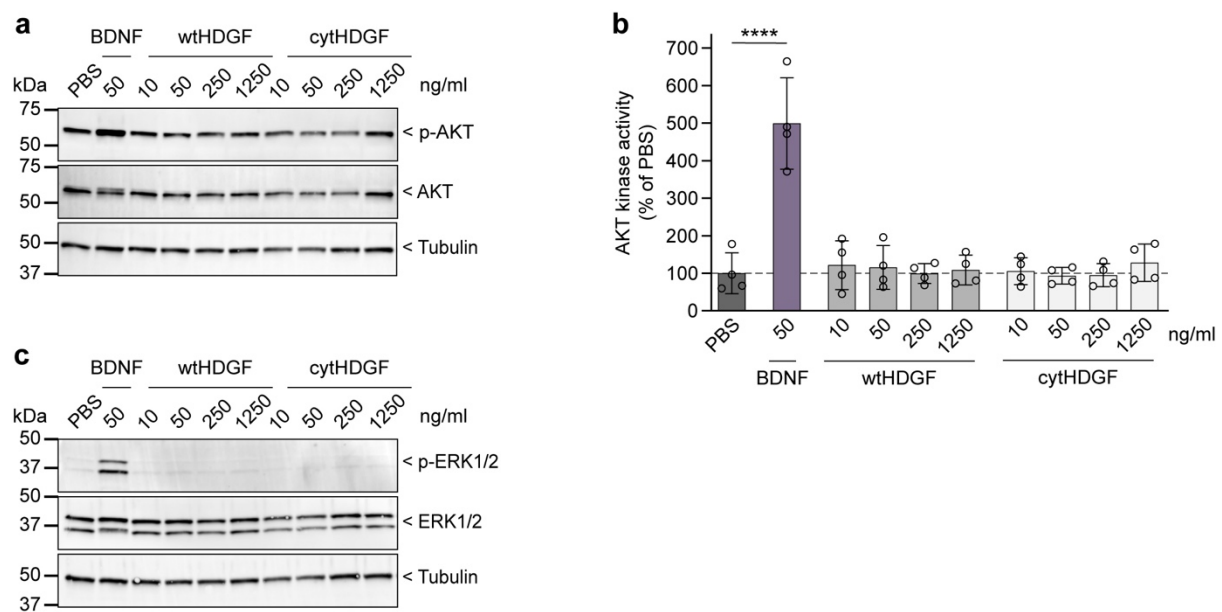 a
BDNF wtHDGF cytHDGF
kDa PBS 50 10 50 250 1250 10 50 250 1250 ng/ml
75
50
< p-AKT
75
50
< AKT
50
37
< Tubulin
b
****
700
600
500
400
300
200
100
0
AKT kinase activity
(% of PBS)
PBS 50 10 50 250 1250 10 50 250 1250 ng/ml
BDNF wtHDGF cytHDGF
c
BDNF wtHDGF cytHDGF
kDa PBS 50 10 50 250 1250 10 50 250 1250 ng/ml
50
37
< p-ERK1/2
50
37
< ERK1/2
50
37
< Tubulin